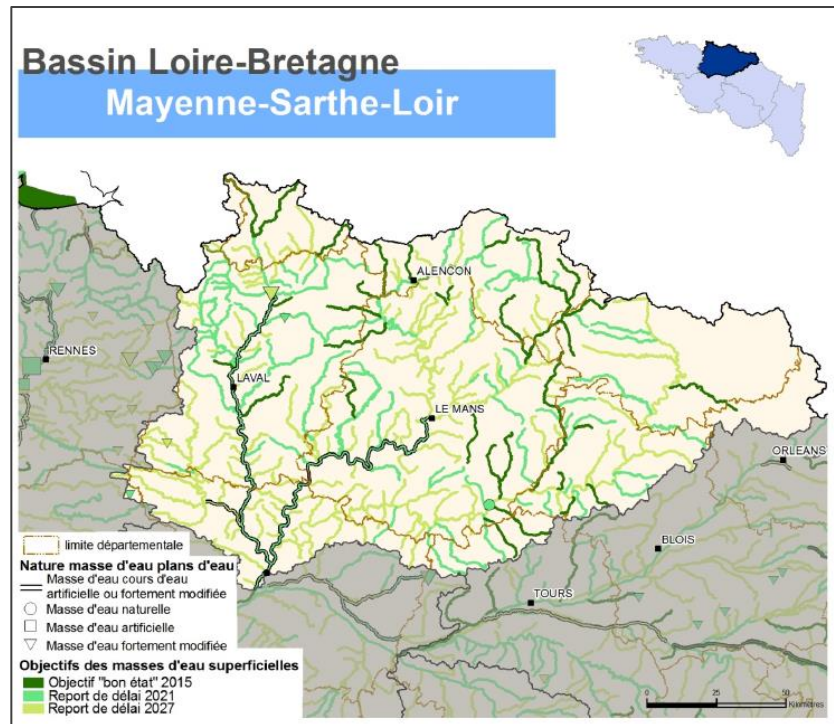 Bassin Loire-Bretagne
Mayenne-Sarthe-Loir
ALENCON
RENNES
LAVAL
LE MANS
ORLEANS
BLOIS
TOURS
limite départementale
Nature masse d'eau plans d'eau
Masse d'eau cours d'eau
artificielle ou fortement modifiée
Masse d'eau naturelle
Masse d'eau artificielle
Masse d'eau fortement modifiée
Objectifs des masses d'eau superficielles
Objectif "bon état" 2015
Report de délai 2021
Report de délai 2027
0 25 50
Kilomètres